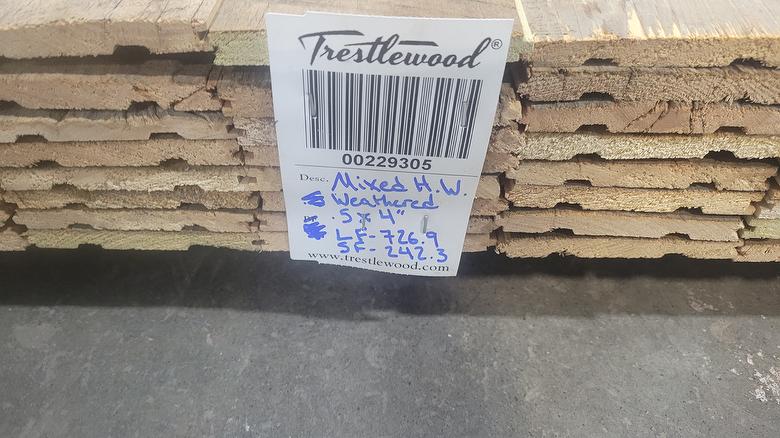 Trestlewood®
00229305
Desc. Mixed H.W.
Weathered
.5 x 4"
LF-726.9
SF-242.3
www.trestlewood.com